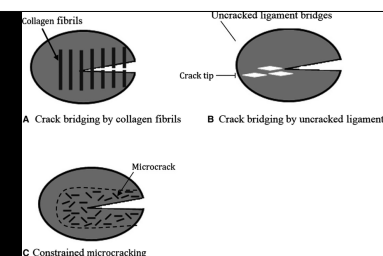 Collagen fibrils
Uncracked ligament bridges
Crack tip
A Crack bridging by collagen fibrils
B Crack bridging by uncracked ligament
Microcrack
C Constrained microcracking